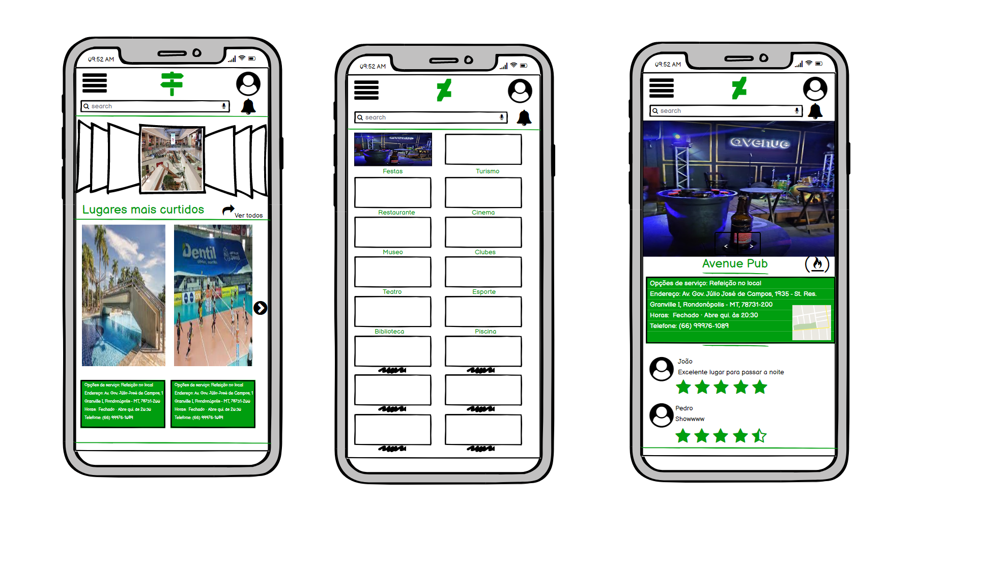 09:52 AM
search
Lugares mais curtidos
Ver todos
Dentil
Opções de serviço: Refeição no local
Endereço: Av. Gov. Júlio José de Campos, 1
Granville I, Rondonópolis - MT, 78731-200
Horas: Fechado · Abre qui. às 20:30
Telefone: (66) 99976-1089
Opções de serviço: Refeição no local
Endereço: Av. Gov. Júlio José de Campos, 1
Granville I, Rondonópolis - MT, 78731-200
Horas: Fechado · Abre qui. às 20:30
Telefone: (66) 99976-1089
09:52 AM
search
avenue
Festas
Turismo
Restaurante
Cinema
Museo
Clubes
Teatro
Esporte
Biblioteca
Piscina
09:52 AM
search
avenue
< >
Avenue Pub
Opções de serviço: Refeição no local
Endereço: Av. Gov. Júlio José de Campos, 1935 - St. Res.
Granville I, Rondonópolis - MT, 78731-200
Horas: Fechado · Abre qui. às 20:30
Telefone: (66) 99976-1089
João
Excelente lugar para passar a noite
Pedro
Showwww